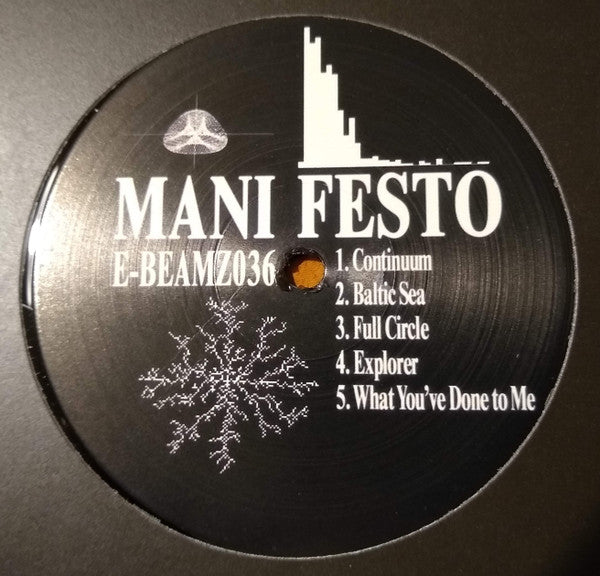 MANI FESTO
E-BEAMZ036
1. Continuum
2. Baltic Sea
3. Full Circle
4. Explorer
5. What You've Done to Me